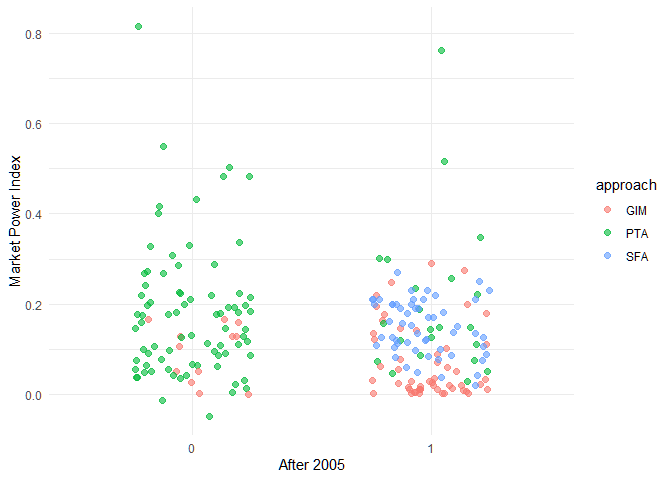 0.8
0.6
0.4
0.2
0.0
Market Power Index
0
1
After 2005
approach
GIM
PTA
SFA